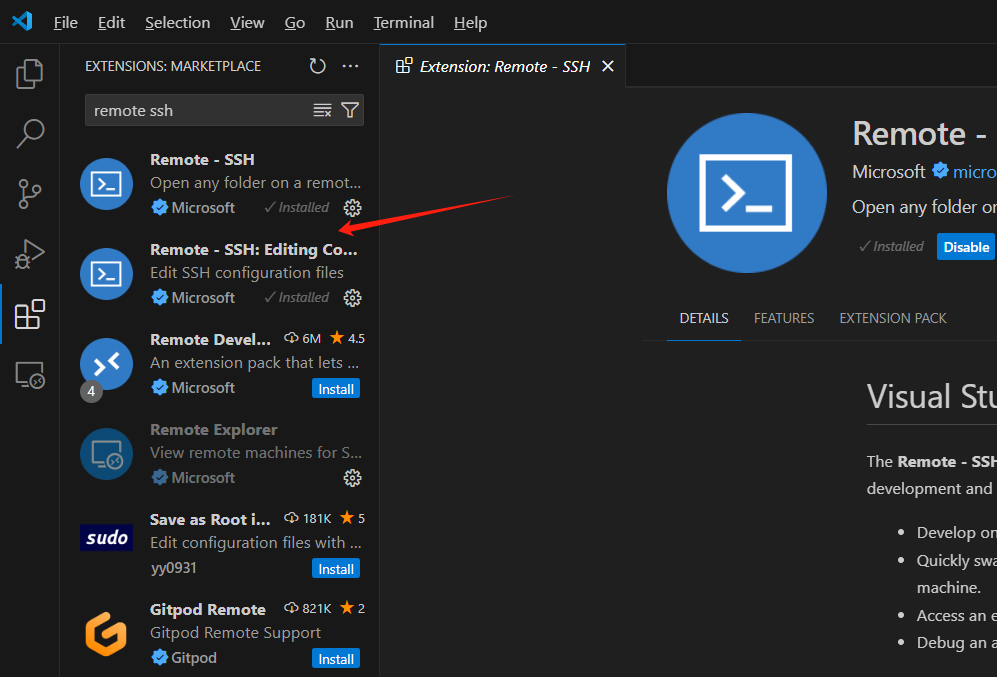 File Edit Selection View Go Run Terminal Help
EXTENSIONS: MARKETPLACE
Extension: Remote - SSH
remote ssh
Remote - SSH
Open any folder on a remot...
Microsoft Installed
Remote - SSH: Editing Co...
Edit SSH configuration files
Microsoft Installed
Remote Devel... 6M 4.5
An extension pack that lets ...
4 Microsoft Install
Remote Explorer
View remote machines for S...
Microsoft
sudo
Save as Root i... 181K 5
Edit configuration files with ...
yy0931 Install
Gitpod Remote 821K 2
Gitpod Remote Support
Gitpod Install
Remote -
Microsoft micro
Open any folder on
Installed Disable
DETAILS FEATURES EXTENSION PACK
Visual Stu
The Remote - SSH
development and
Develop on
Quickly swa
machine.
Access an e
Debug an a